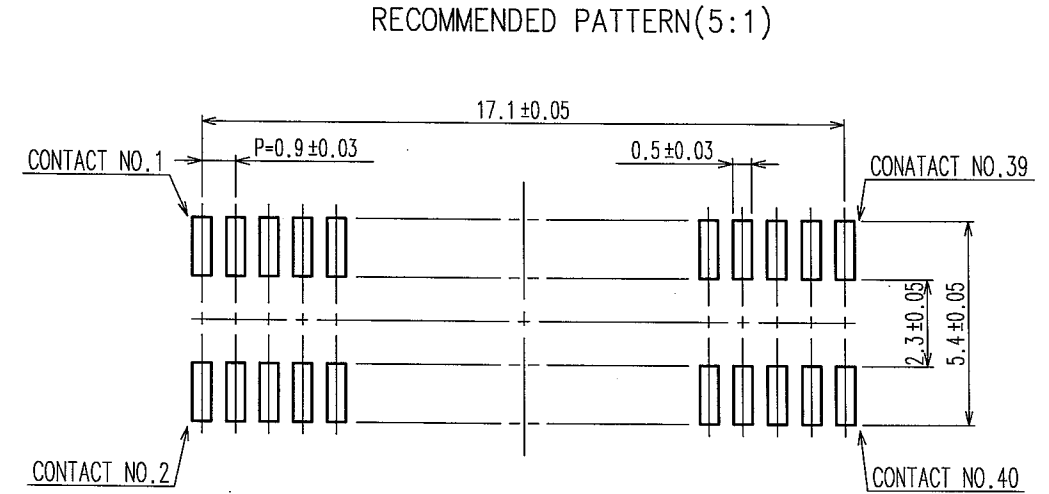 RECOMMENDED PATTERN(5:1)
17.1±0.05
P=0.9±0.03
0.5±0.03
CONTACT NO.1
CONATACT NO.39
2.3±0.05
5.4±0.05
CONTACT NO.2
CONTACT NO.40